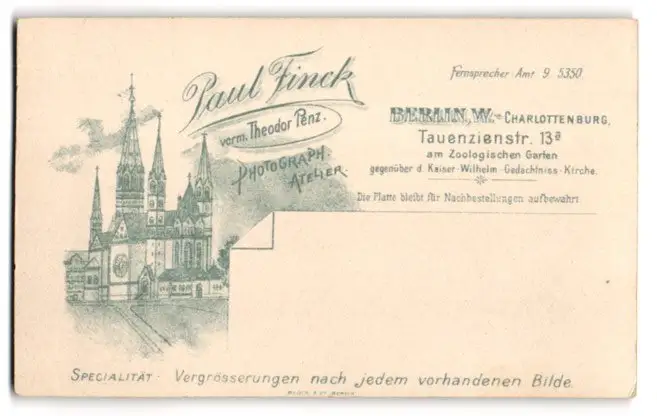 Paul Finck
vorm. Theodor Penz.
PHOTOGRAPH.
ATELIER.
Fernsprecher Amt 9 5350
BERLIN, W.-CHARLOTTENBURG,
Tauenzienstr. 13a
am Zoologischen Garten
gegenüber d. Kaiser-Wilhelm-Gedächtniss-Kirche.
Die Platte bleibt für Nachbestellungen aufbewahrt
SPECIALITÄT: Vergrösserungen nach jedem vorhandenen Bilde.